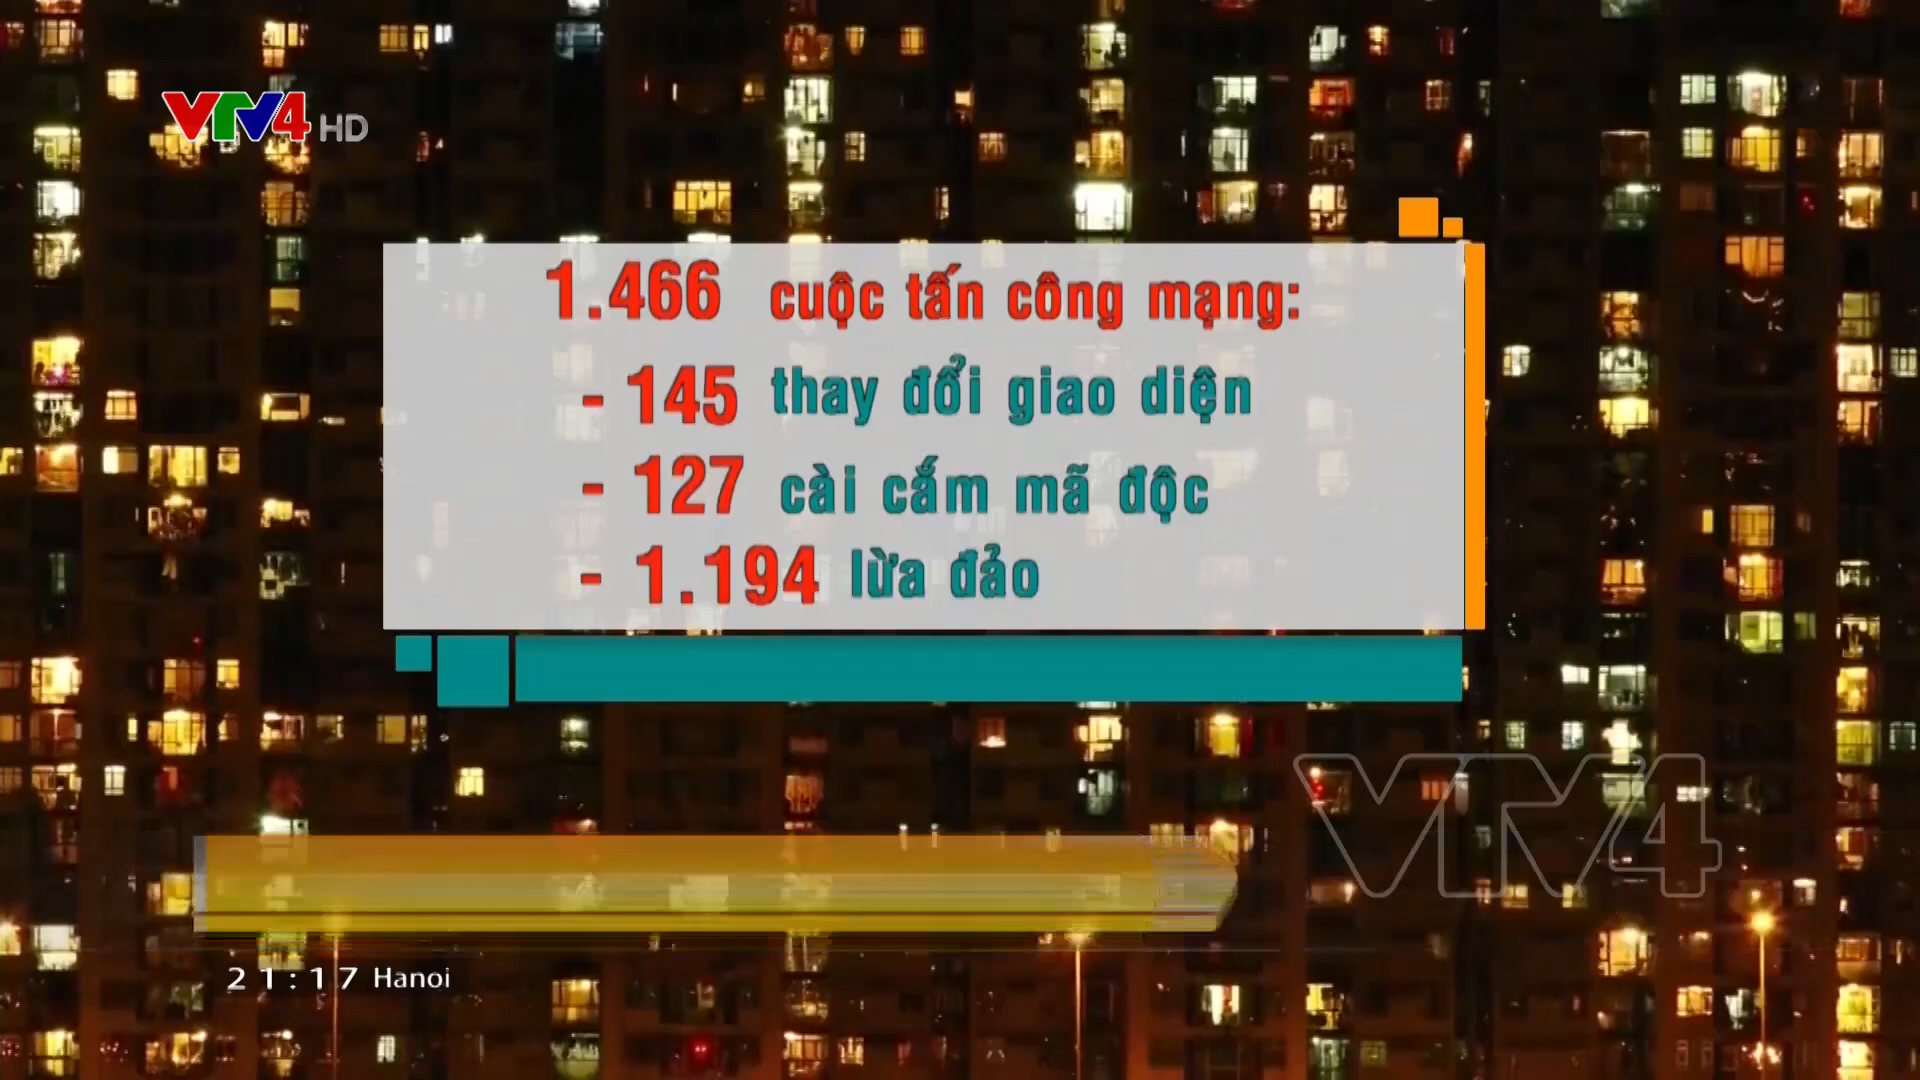 VTV4 HD
1.466 cuộc tấn công mạng:
- 145 thay đổi giao diện
- 127 cài cắm mã độc
- 1.194 lừa đảo
VTV4
21:17 Hanoi